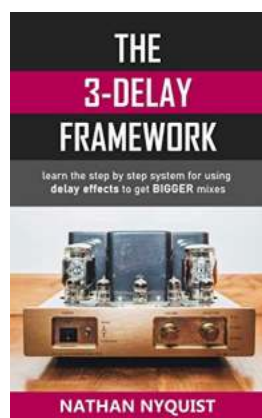 THE
3-DELAY
FRAMEWORK
learn the step by step system for using
delay effects to get BIGGER mixes
NATHAN NYQUIST